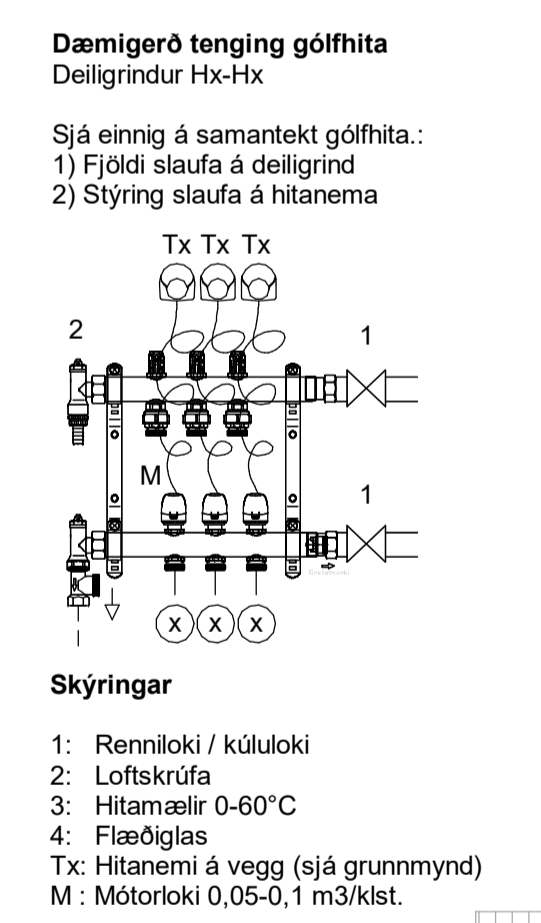 Dæmigerð tenging gólfhita
Deiligrindur Hx-Hx
Sjá einnig á samantekt gólfhita.:
1) Fjöldi slaufa á deiligrind
2) Stýring slaufa á hitanema
Tx Tx Tx
2
1
M
1
x x x
Skýringar
1: Renniloki / kúluloki
2: Loftskrúfa
3: Hitamælir 0-60°C
4: Flæðiglas
Tx: Hitanemi á vegg (sjá grunnmynd)
M : Mótorloki 0,05-0,1 m3/klst.